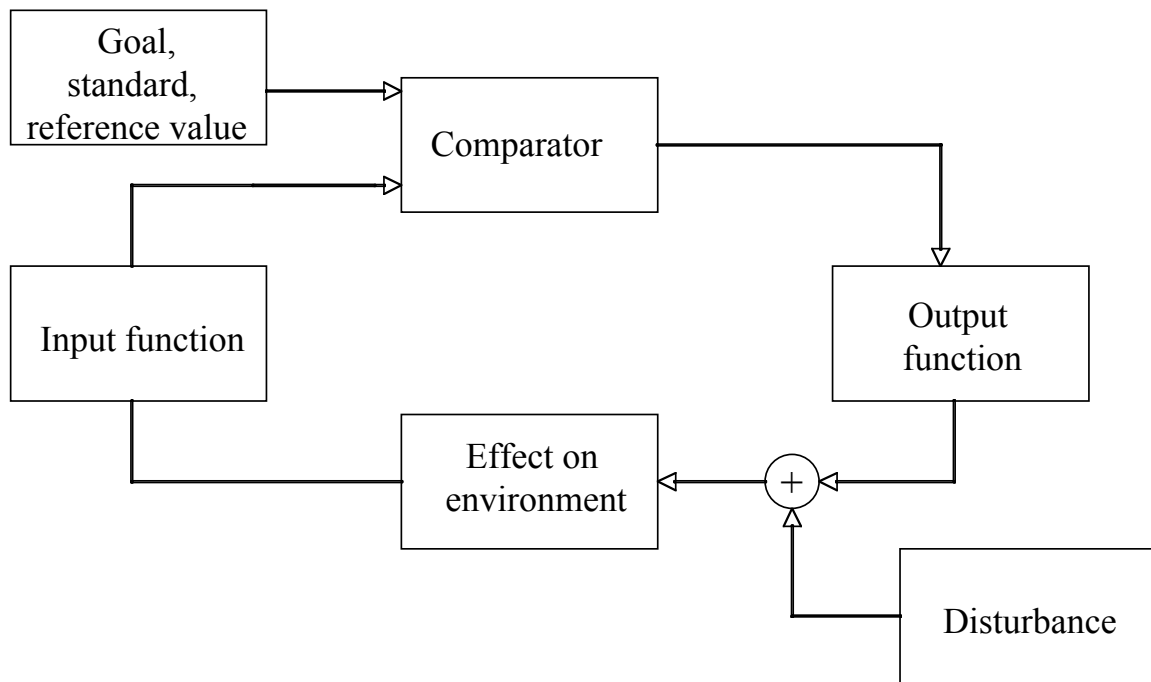 Goal,
standard,
reference value
Comparator
Input function
Output
function
Effect on
environment
+
Disturbance